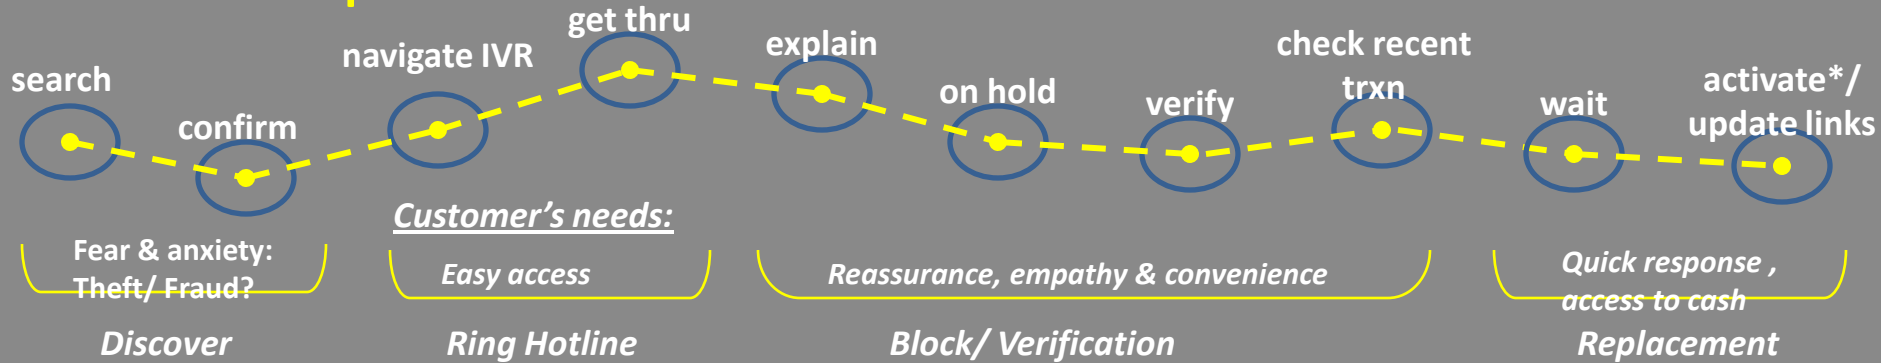 search
confirm
navigate IVR
get thru
explain
on hold
verify
check recent
trxn
wait
activate*/
update links
Customer's needs:
Fear & anxiety:
Theft/ Fraud?
Easy access
Reassurance, empathy & convenience
Quick response ,
access to cash
Discover
Ring Hotline
Block/ Verification
Replacement